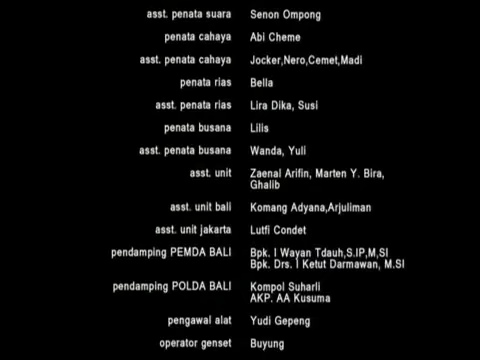 asst. penata suara Senon Ompong
penata cahaya Abi Cheme
asst. penata cahaya Jocker,Nero,Cemet,Madi
penata rias Bella
asst. penata rias Lira Dika, Susi
penata busana Lilis
asst. penata busana Wanda, Yuli
asst. unit Zaenal Arifin, Marten Y. Bira,
Ghalib
asst. unit bali Komang Adyana,Arjuliman
asst. unit jakarta Lutfi Condet
pendamping PEMDA BALI Bpk. I Wayan Tdauh,S.IP,M,SI
Bpk. Drs. I Ketut Darmawan, M.SI
pendamping POLDA BALI Kompol Suharli
AKP. AA Kusuma
pengawal alat Yudi Gepeng
operator genset Buyung